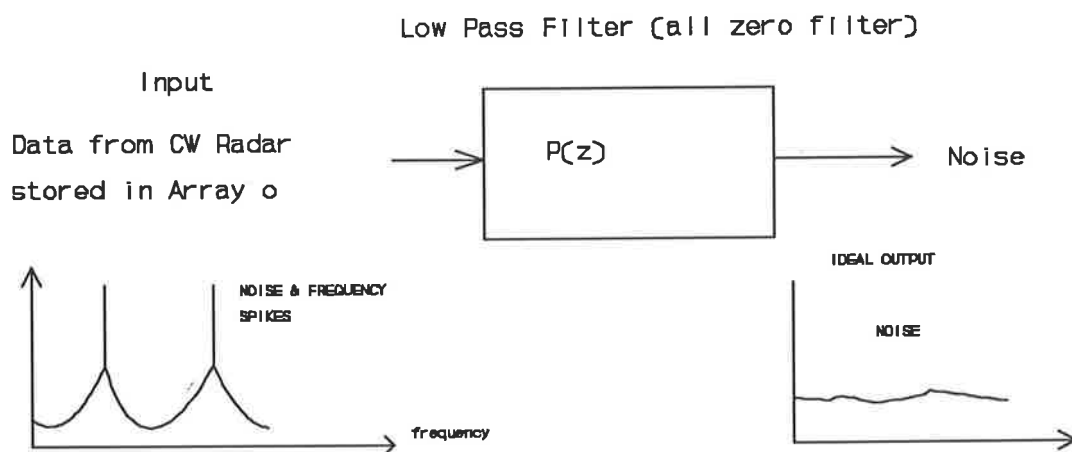 Low Pass Filter (all zero filter)
Input
Data from CW Radar
stored in Array o
P(z)
Noise
IDEAL OUTPUT
NOISE & FREQUENCY
SPIKES
NOISE
frequency